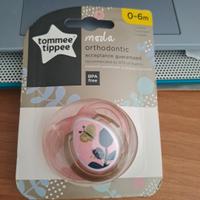 tommee
tippee
0-6m
moda
orthodontic
acceptance guaranteed
BPA
free